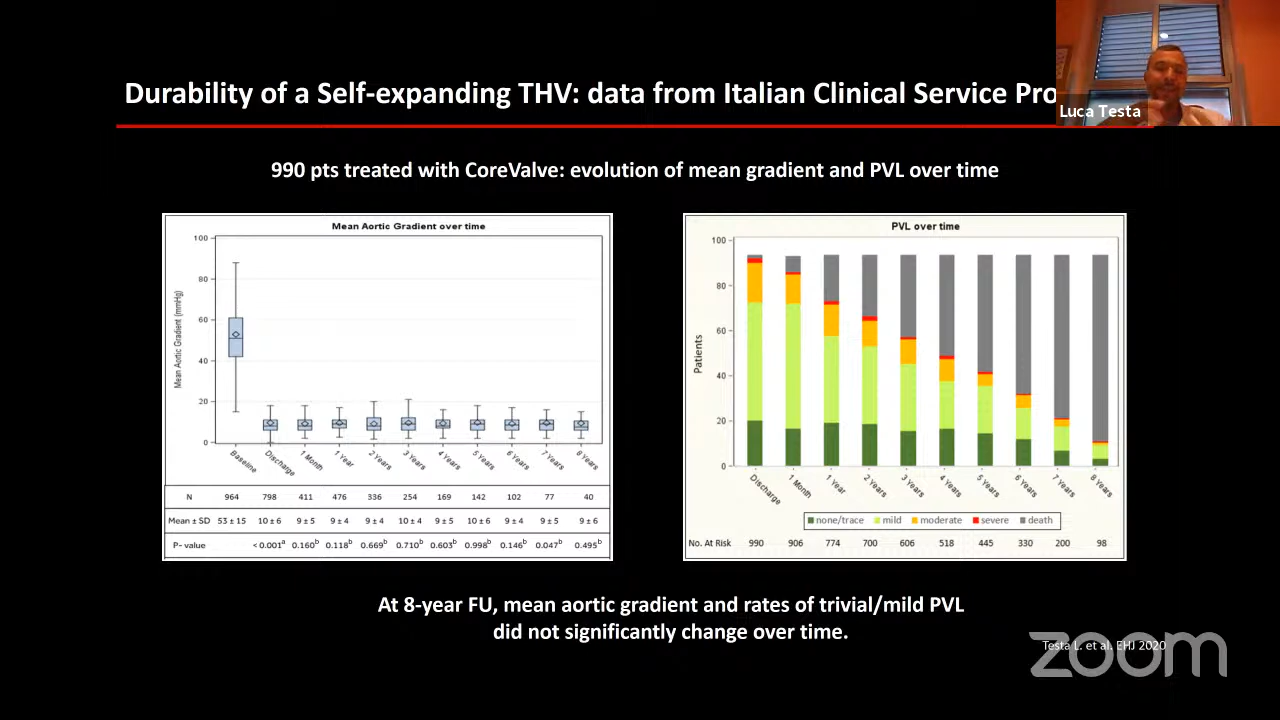 Durability of a Self-expanding THV: data from Italian Clinical Service Pro
Luca Testa
990 pts treated with CoreValve: evolution of mean gradient and PVL over time
Mean Aortic Gradient over time
Mean Aortic Gradient (mmHg)
100
80
60
40
20
0
Baseline Discharge 1 Month 1 Year 2 Years 3 Years 4 Years 5 Years 6 Years 7 Years 8 Years
N 964 798 411 476 336 254 169 142 102 77 40
Mean ± SD 53 ± 15 10 ± 6 9 ± 5 9 ± 4 9 ± 4 10 ± 4 9 ± 5 10 ± 6 9 ± 4 9 ± 5 9 ± 6
P- value < 0.001a 0.160b 0.118b 0.669b 0.710b 0.603b 0.998b 0.146b 0.047b 0.495b
PVL over time
Patients
100
80
60
40
20
0
Discharge 1 Month 1 Year 2 Years 3 Years 4 Years 5 Years 6 Years 7 Years 8 Years
none/trace mild moderate severe death
No. At Risk 990 906 774 700 606 518 445 330 200 98
At 8-year FU, mean aortic gradient and rates of trivial/mild PVL
did not significantly change over time.
Testa L. et al. EHJ 2020
zoom